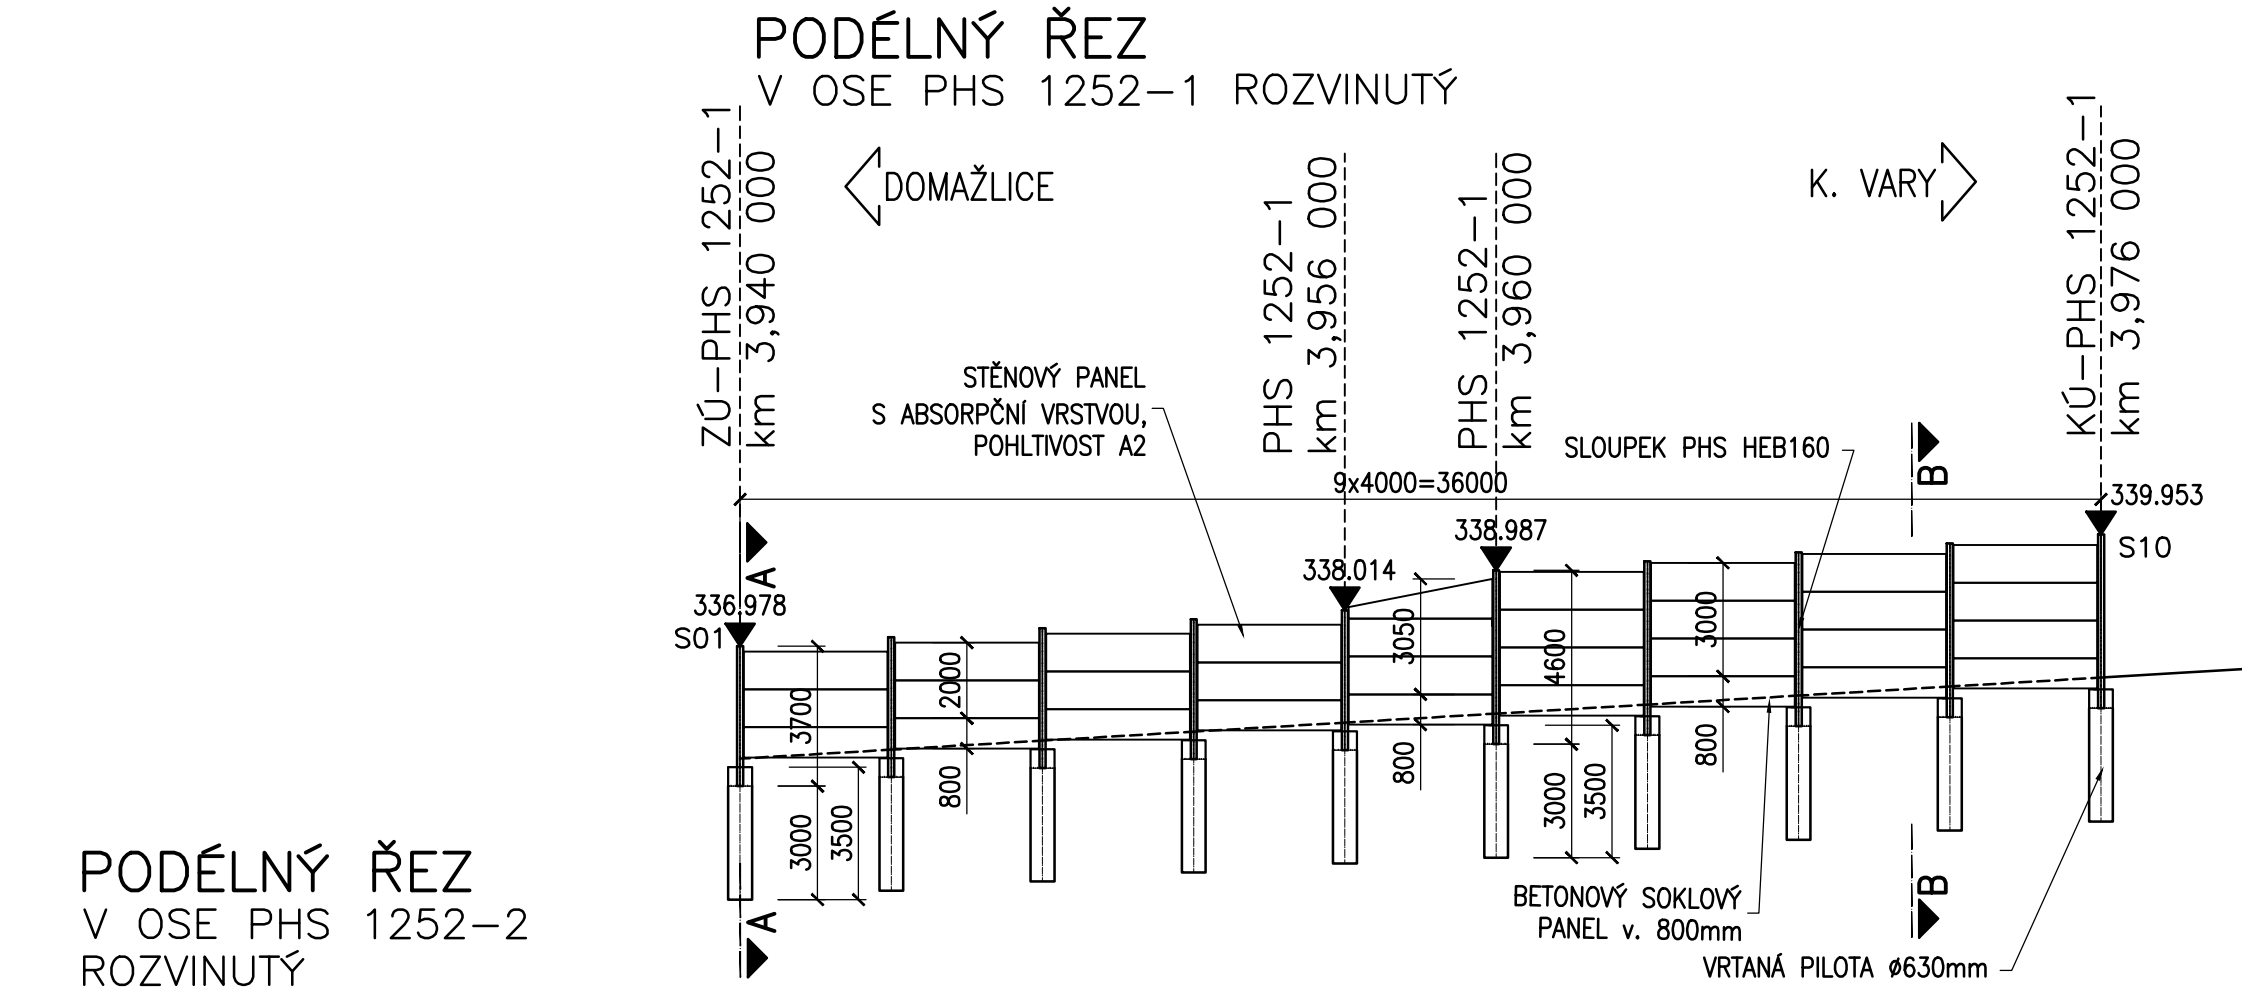 PODÉLNÝ ŘEZ
V OSE PHS 1252-1 ROZVINUTÝ
ZÚ-PHS 1252-1
km 3,940 000
DOMAŽLICE
PHS 1252-1
km 3,956 000
PHS 1252-1
km 3,960 000
K. VARY
KÚ-PHS 1252-1
km 3,976 000
STĚNOVÝ PANEL
S ABSORPČNÍ VRSTVOU,
POHLTIVOST A2
SLOUPEK PHS HEB160
B
9x4000=36000
339.953
338.987
S10
A
338.014
336.978
S01
3700
2000
3050
4600
3000
800
800
800
3000
3500
3000
3500
BETONOVÝ SOKLOVÝ
PANEL v. 800mm
B
A
VRTANÁ PILOTA ø630mm
PODÉLNÝ ŘEZ
V OSE PHS 1252-2
ROZVINUTÝ